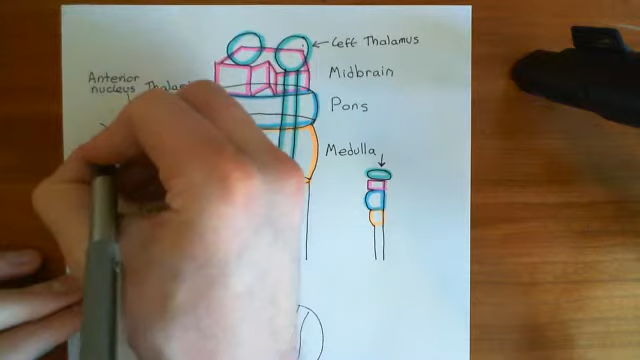 Left Thalamus
Midbrain
Anterior
nucleus
Pons
Medulla